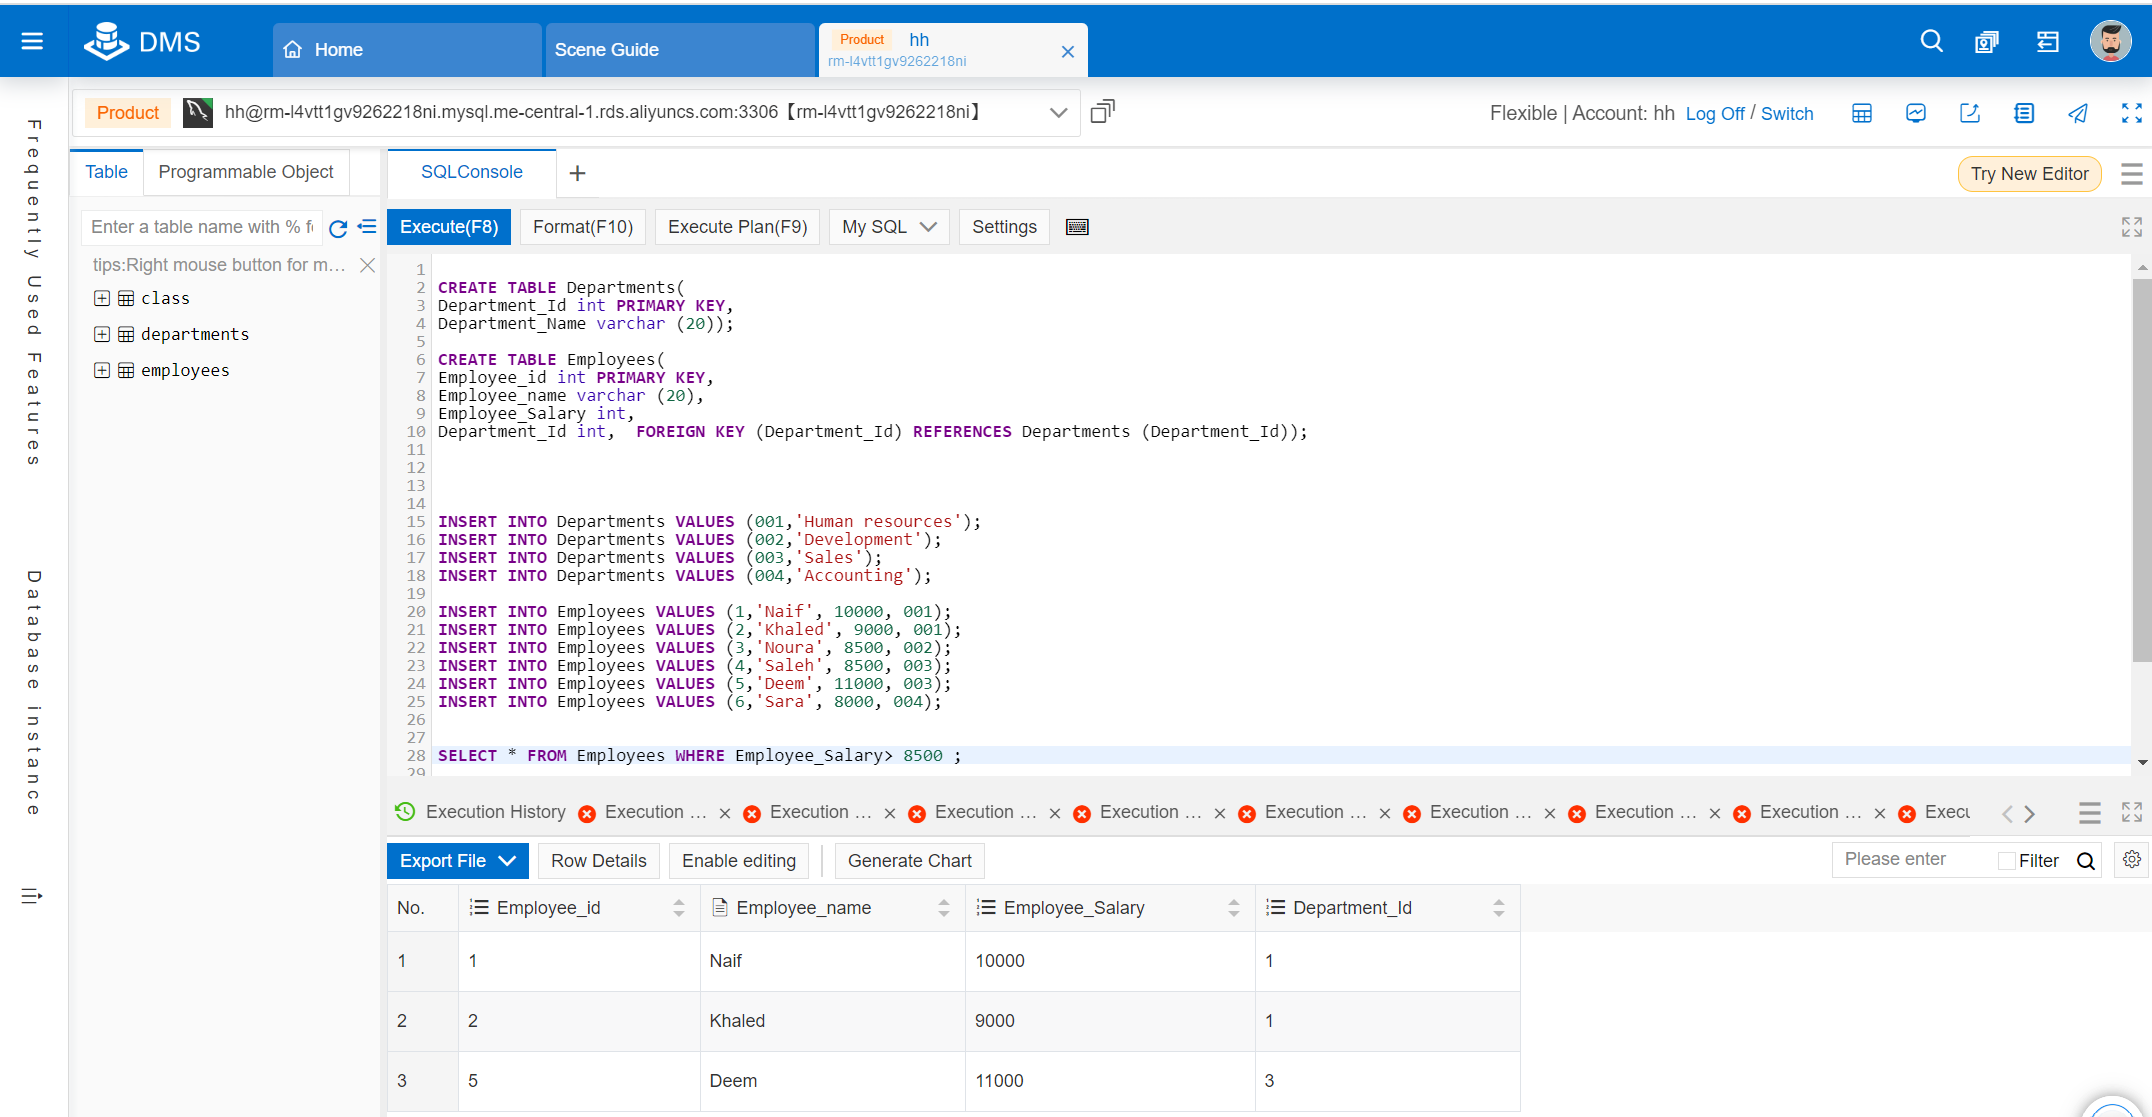 DMS
Home
Scene Guide
Product hh
rm-l4vtt1gv9262218ni
Product hh@rm-l4vtt1gv9262218ni.mysql.me-central-1.rds.aliyuncs.com:3306【rm-l4vtt1gv9262218ni】
Flexible | Account: hh Log Off / Switch
Frequently Used Features
Database instance
Table Programmable Object
Enter a table name with % f
tips:Right mouse button for m...
class
departments
employees
SQLConsole
Try New Editor
Execute(F8) Format(F10) Execute Plan(F9) My SQL Settings
1
2 CREATE TABLE Departments(
3 Department_Id int PRIMARY KEY,
4 Department_Name varchar (20));
5
6 CREATE TABLE Employees(
7 Employee_id int PRIMARY KEY,
8 Employee_name varchar (20),
9 Employee_Salary int,
10 Department_Id int,  FOREIGN KEY (Department_Id) REFERENCES Departments (Department_Id));
11
12
13
14
15 INSERT INTO Departments VALUES (001,'Human resources');
16 INSERT INTO Departments VALUES (002,'Development');
17 INSERT INTO Departments VALUES (003,'Sales');
18 INSERT INTO Departments VALUES (004,'Accounting');
19
20 INSERT INTO Employees VALUES (1,'Naif', 10000, 001);
21 INSERT INTO Employees VALUES (2,'Khaled', 9000, 001);
22 INSERT INTO Employees VALUES (3,'Noura', 8500, 002);
23 INSERT INTO Employees VALUES (4,'Saleh', 8500, 003);
24 INSERT INTO Employees VALUES (5,'Deem', 11000, 003);
25 INSERT INTO Employees VALUES (6,'Sara', 8000, 004);
26
27
28 SELECT * FROM Employees WHERE Employee_Salary> 8500 ;
29
Execution History Execution ... Execution ... Execution ... Execution ... Execution ... Execution ... Execution ... Execution ... Execu
Export File Row Details Enable editing Generate Chart
Please enter Filter
No. Employee_id Employee_name Employee_Salary Department_Id
1 1 Naif 10000 1
2 2 Khaled 9000 1
3 5 Deem 11000 3